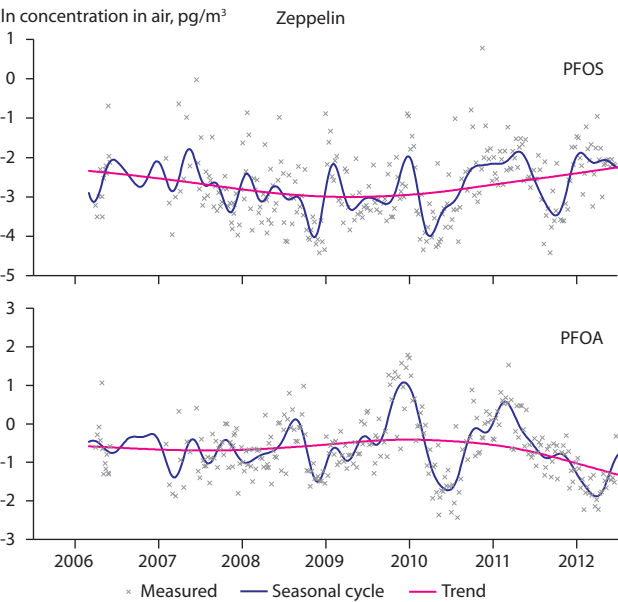 ln concentration in air, pg/m³
Zeppelin
1
PFOS
0
-1
-2
-3
-4
-5
3
PFOA
2
1
0
-1
-2
-3
2006 2007 2008 2009 2010 2011 2012
Measured Seasonal cycle Trend